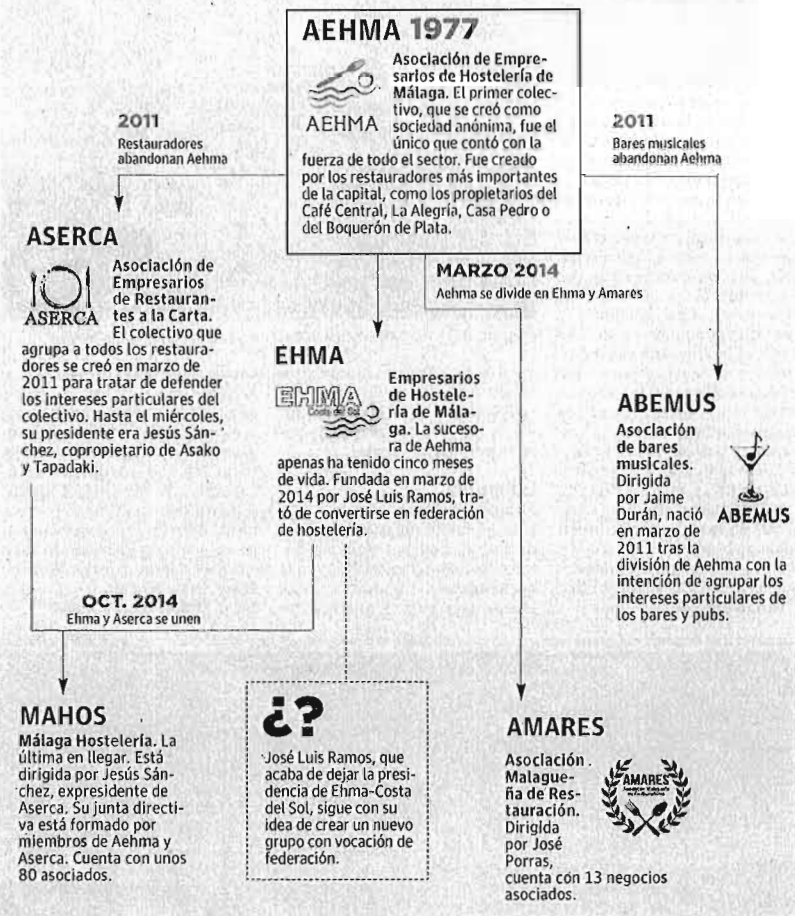 AEHMA 1977
AEHMA
Asociación de Empre-
sarios de Hostelería de
Málaga. El primer colec-
tivo, que se creó como
sociedad anónima, fue el
único que contó con la
fuerza de todo el sector. Fue creado
por los restauradores más importantes
de la capital, como los propietarios del
Café Central, La Alegría, Casa Pedro o
del Boquerón de Plata.
2011
Restauradores
abandonan Aehma
2011
Bares musicales
abandonan Aehma
ASERCA
ASERCA
Asociación de
Empresarios
de Restauran-
tes a la Carta.
El colectivo que
agrupa a todos los restaura-
dores se creó en marzo de
2011 para tratar de defender
los intereses particulares del
colectivo. Hasta el miércoles,
su presidente era Jesús Sán-
chez, copropietario de Asako
y Tapadaki.
MARZO 2014
Aehma se divide en Ehma y Amares
EHMA
EHMA
Costa del Sol
Empresarios
de Hostele-
ría de Mála-
ga. La suceso-
ra de Aehma
apenas ha tenido cinco meses
de vida. Fundada en marzo de
2014 por José Luis Ramos, tra-
tó de convertirse en federación
de hostelería.
ABEMUS
Asociación
de bares
musicales.
Dirigida
por Jaime
Durán, nació
en marzo de
2011 tras la
división de Aehma con la
intención de agrupar los
intereses particulares de
los bares y pubs.
ABEMUS
OCT. 2014
Ehma y Aserca se unen
MAHOS
Málaga Hostelería. La
última en llegar. Está
dirigida por Jesús Sán-
chez, expresidente de
Aserca. Su junta directi-
va está formado por
miembros de Aehma y
Aserca. Cuenta con unos
80 asociados.
¿?
José Luis Ramos, que
acaba de dejar la presi-
dencia de Ehma-Costa
del Sol, sigue con su
idea de crear un nuevo
grupo con vocación de
federación.
AMARES
Asociación
Malague-
ña de Res-
tauración.
Dirigida
por José
Porras,
cuenta con 13 negocios
asociados.
AMARES